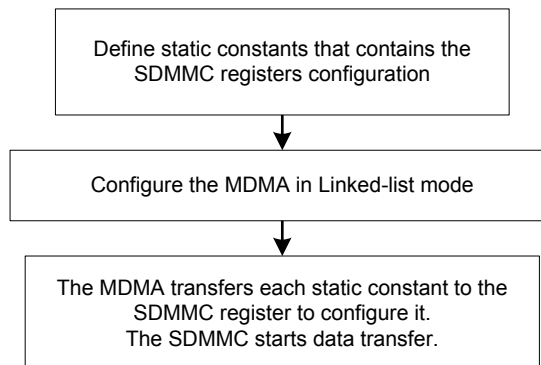 Define static constants that contains the
SDMMC registers configuration
Configure the MDMA in Linked-list mode
The MDMA transfers each static constant to the
SDMMC register to configure it.
The SDMMC starts data transfer.